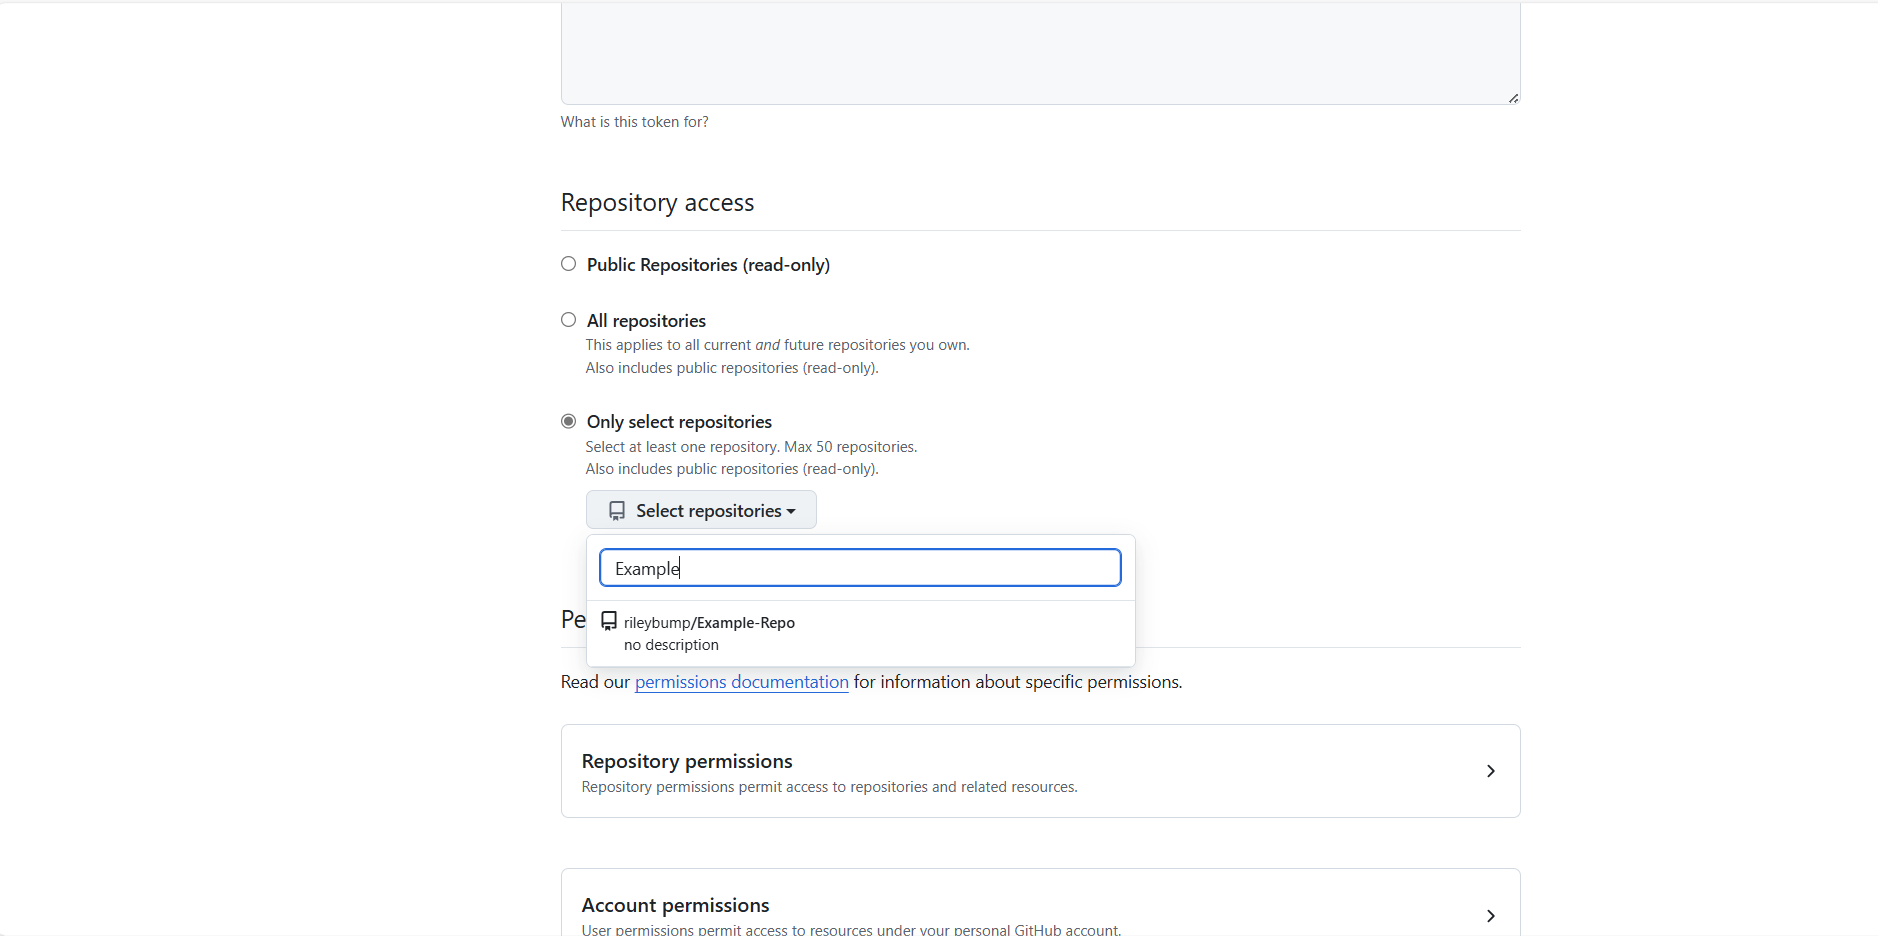 What is this token for?
Repository access
Public Repositories (read-only)
All repositories
This applies to all current and future repositories you own.
Also includes public repositories (read-only).
Only select repositories
Select at least one repository. Max 50 repositories.
Also includes public repositories (read-only).
Select repositories
Example
Pe
rileybump/Example-Repo
no description
Read our permissions documentation for information about specific permissions.
Repository permissions
Repository permissions permit access to repositories and related resources.
Account permissions
User permissions permit access to resources under your personal GitHub account.